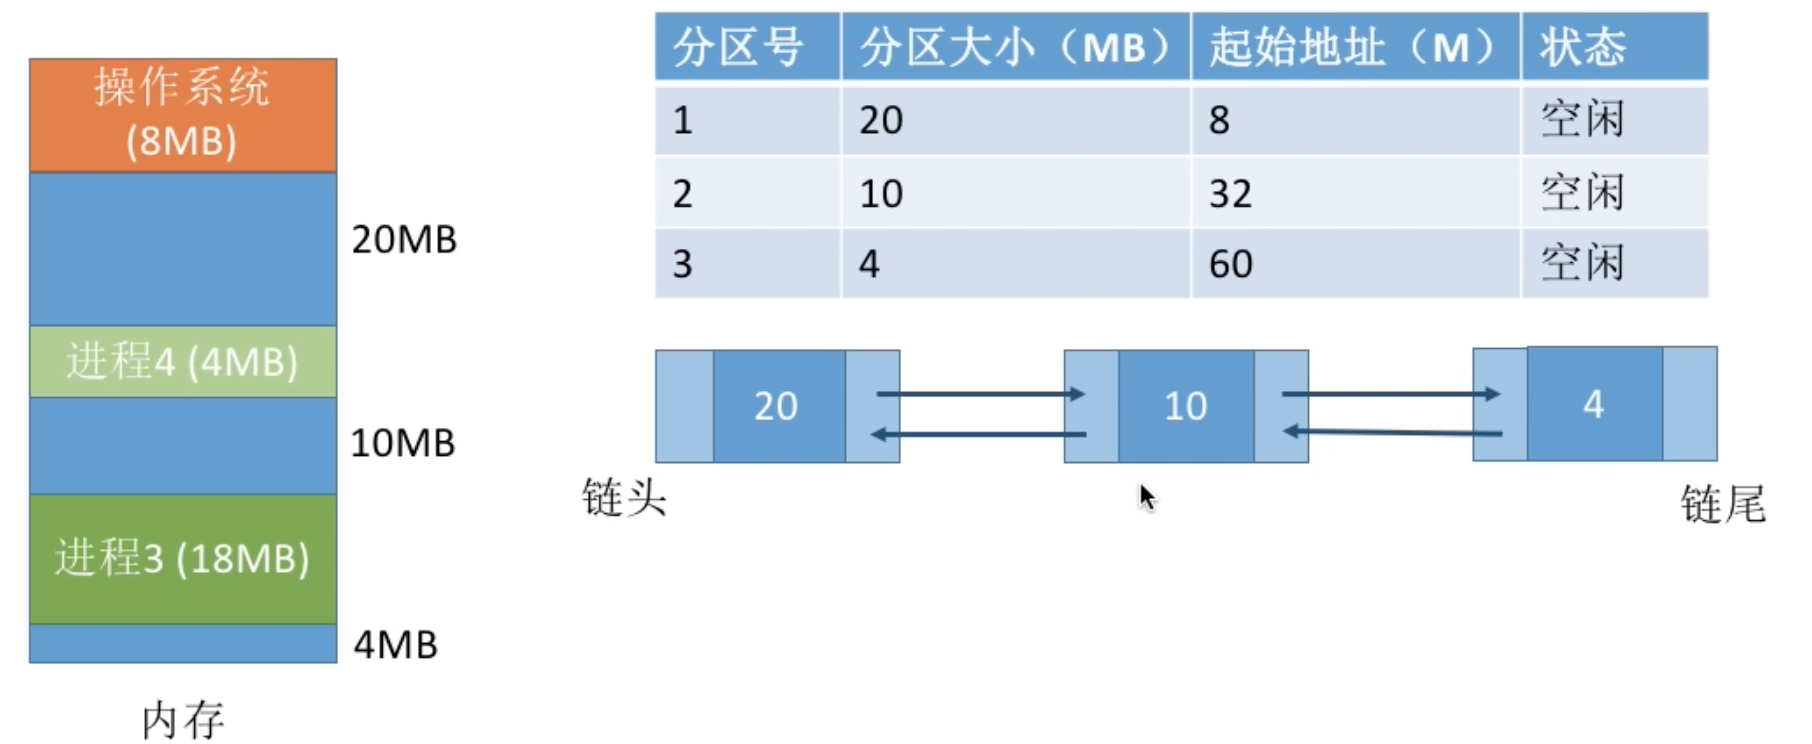 操作系统
(8MB)
20MB
进程4 (4MB)
10MB
进程3 (18MB)
4MB
内存
分区号 分区大小（MB） 起始地址（M） 状态
1 20 8 空闲
2 10 32 空闲
3 4 60 空闲
20 10 4
链头 链尾